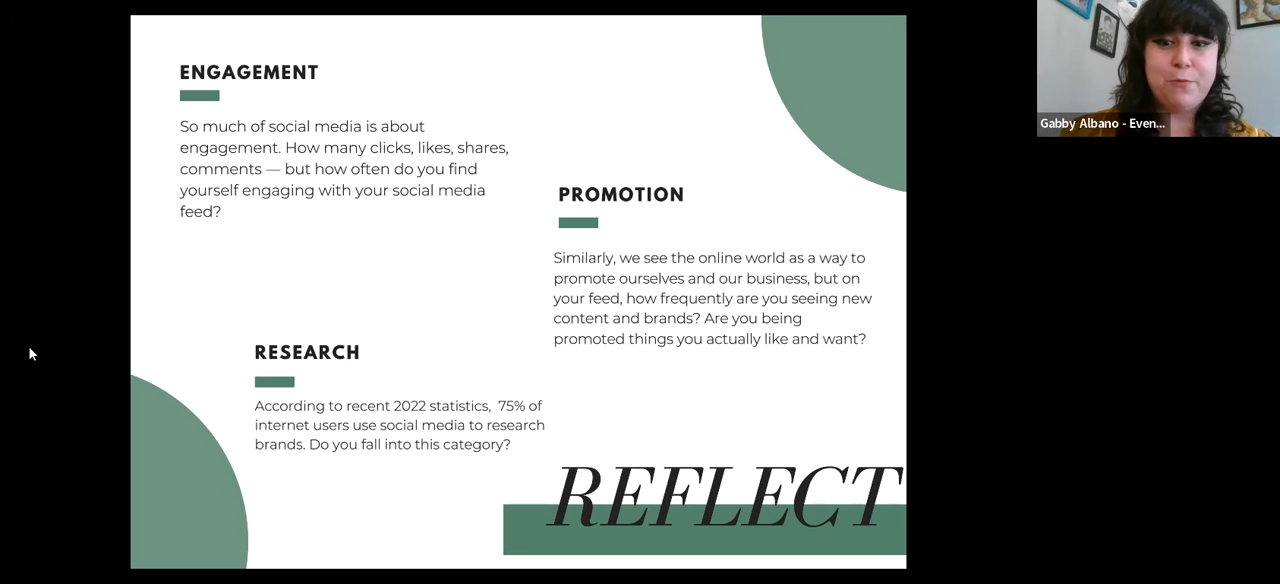 ENGAGEMENT
So much of social media is about
engagement. How many clicks, likes, shares,
comments — but how often do you find
yourself engaging with your social media
feed?
PROMOTION
Similarly, we see the online world as a way to
promote ourselves and our business, but on
your feed, how frequently are you seeing new
content and brands? Are you being
promoted things you actually like and want?
RESEARCH
According to recent 2022 statistics,  75% of
internet users use social media to research
brands. Do you fall into this category?
REFLECT
Gabby Albano - Even...